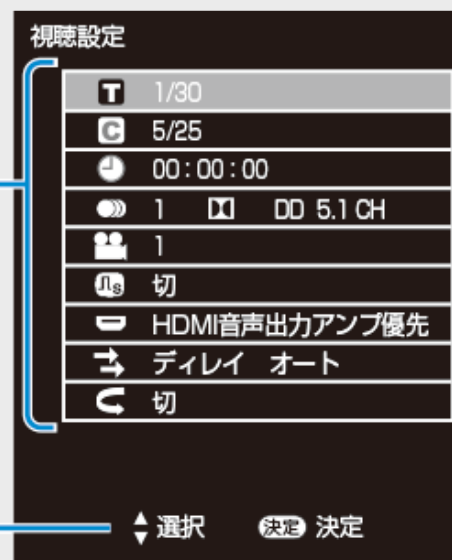 視聴設定
T 1/30
C 5/25
00:00:00
1 DD 5.1 CH
1
S 切
HDMI音声出力アンプ優先
ディレイ オート
切
選択 決定 決定